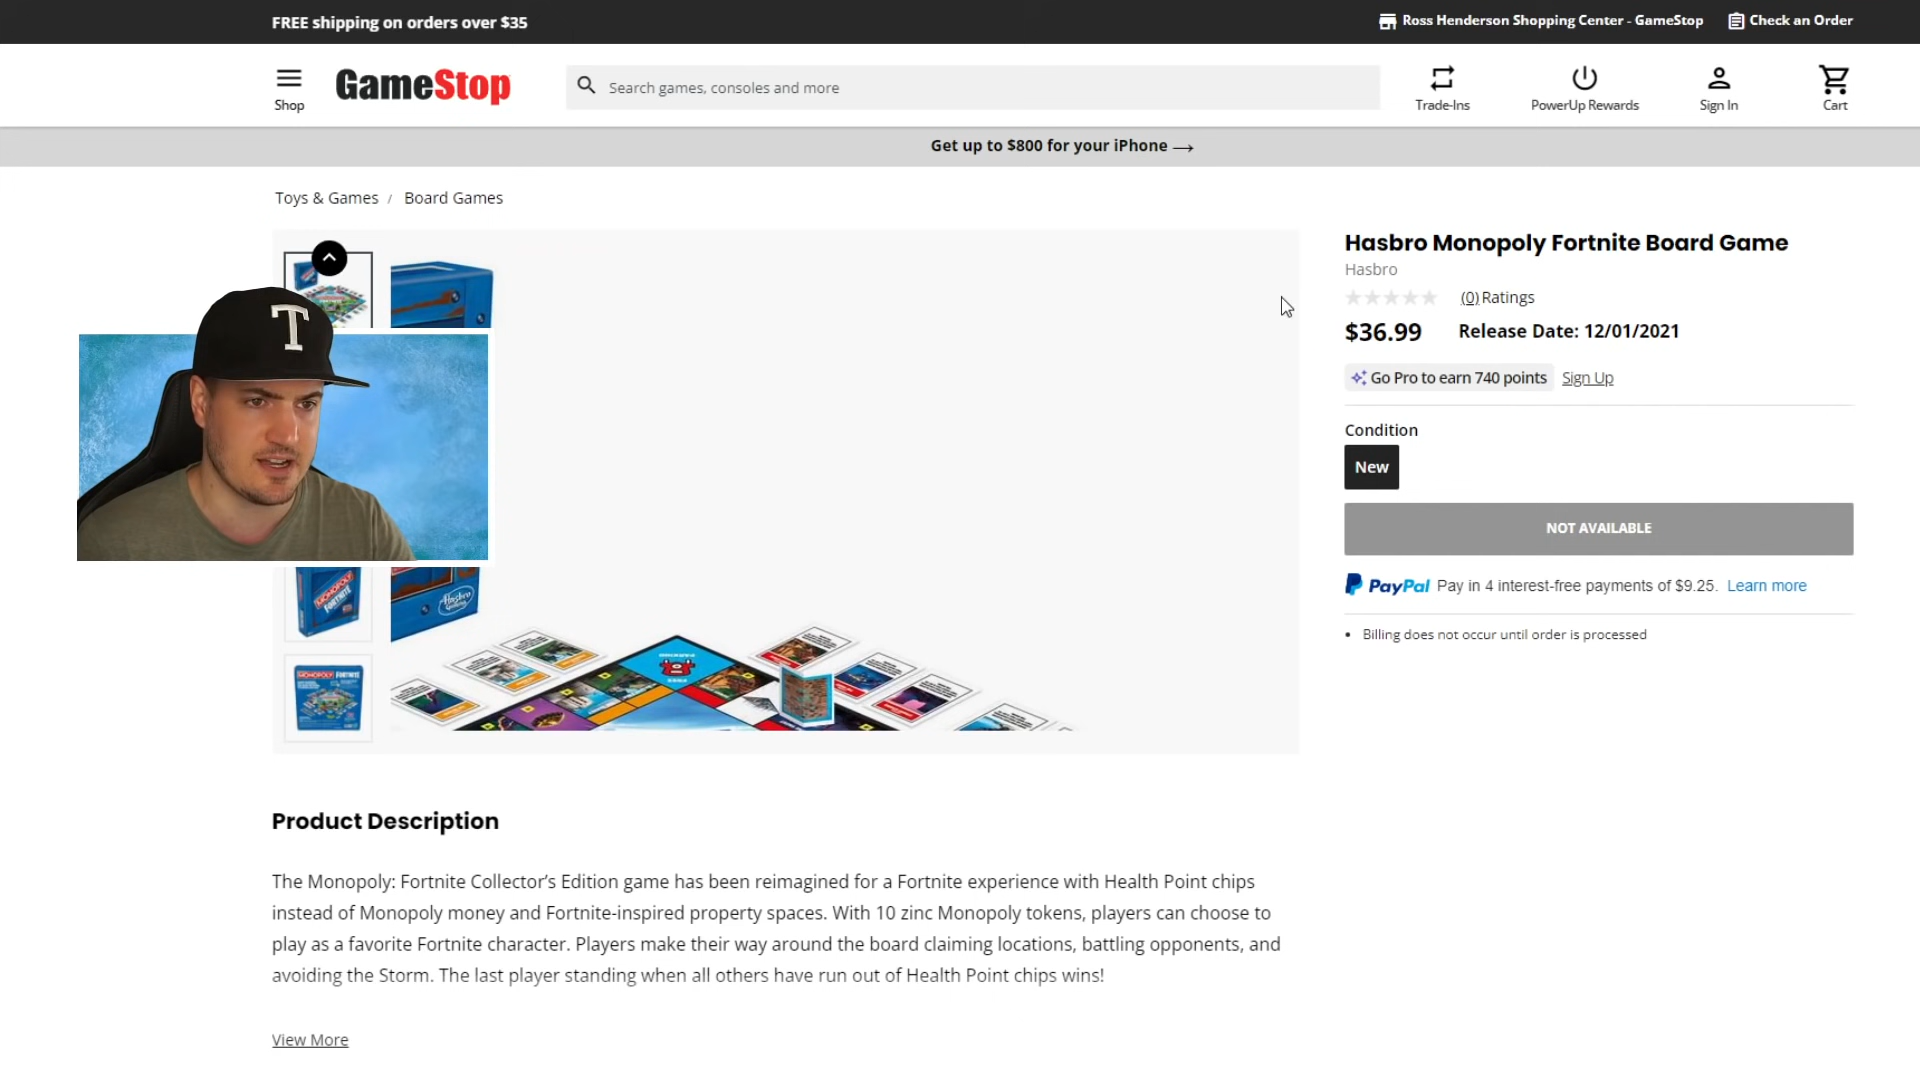 FREE shipping on orders over $35
Ross Henderson Shopping Center - GameStop
Check an Order
Shop
GameStop
Search games, consoles and more
Trade-Ins
PowerUp Rewards
Sign In
Cart
Get up to $800 for your iPhone →
Toys & Games / Board Games
Hasbro Monopoly Fortnite Board Game
Hasbro
(0) Ratings
$36.99 Release Date: 12/01/2021
Go Pro to earn 740 points Sign Up
Condition
New
NOT AVAILABLE
PayPal Pay in 4 interest-free payments of $9.25. Learn more
• Billing does not occur until order is processed
T
MONOPOLY
FORTNITE
Hasbro
Gaming
MONOPOLY FORTNITE
Product Description
The Monopoly: Fortnite Collector’s Edition game has been reimagined for a Fortnite experience with Health Point chips
instead of Monopoly money and Fortnite-inspired property spaces. With 10 zinc Monopoly tokens, players can choose to
play as a favorite Fortnite character. Players make their way around the board claiming locations, battling opponents, and
avoiding the Storm. The last player standing when all others have run out of Health Point chips wins!
View More